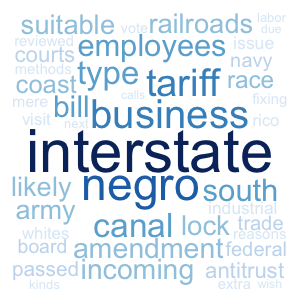 labor
suitable vote railroads due
reviewed employees issue
courts
methods type tariff navy
coast race
mere bill calls fixing
visit business rico
next
interstate
likely negro south
army industrial
canal lock trade
whites reasons
board amendment federal
passed incoming antitrust
kinds extra wish